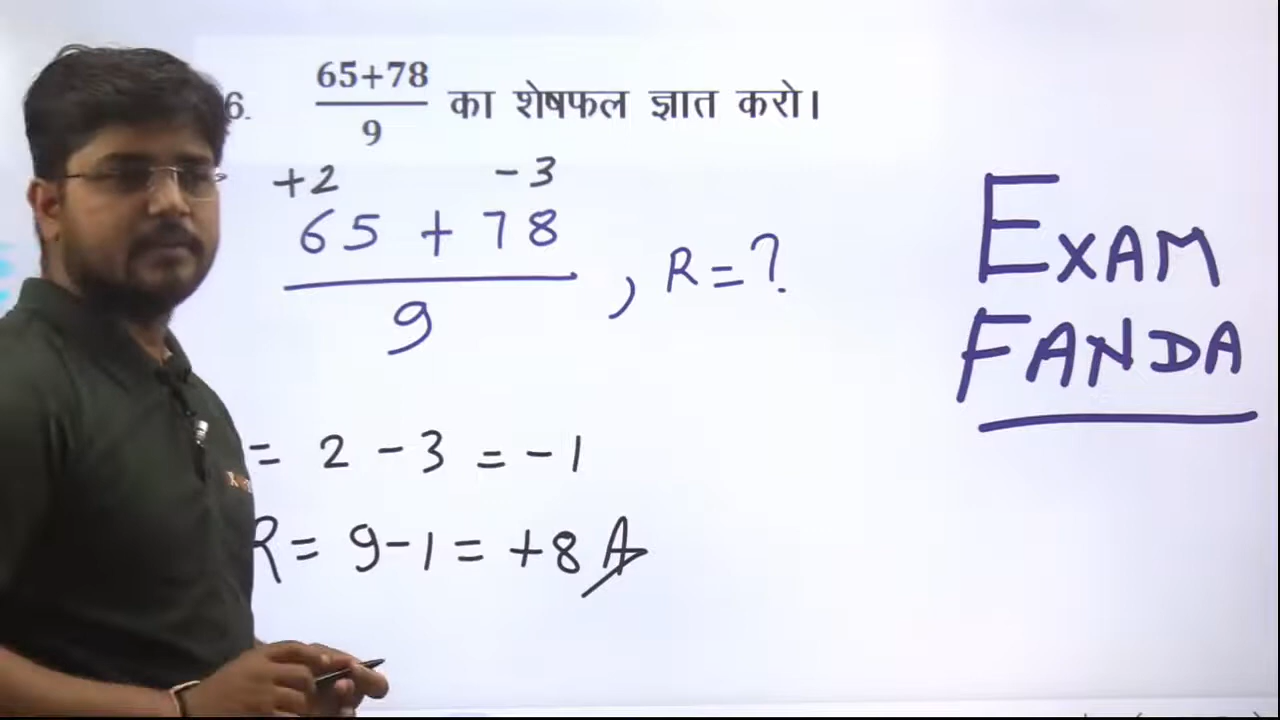 6. 65+78 / 9 का शेषफल ज्ञात करो।
+2 -3
65 + 78 / 9 , R = ?
= 2 - 3 = -1
R = 9 - 1 = +8 A
EXAM
FANDA